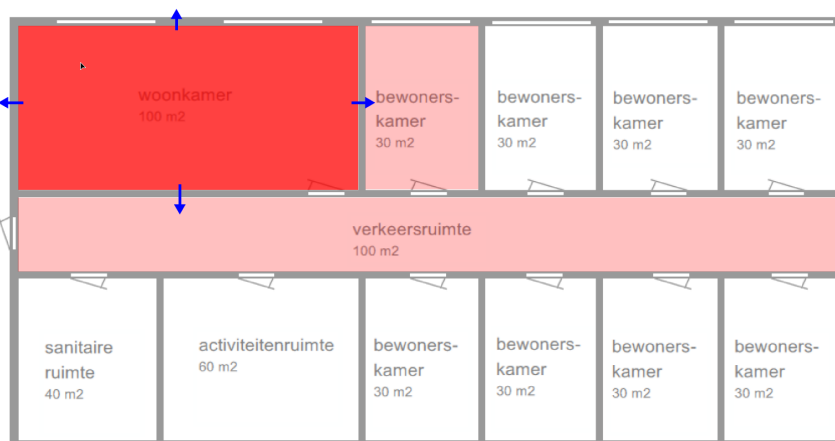 woonkamer
100 m2
bewoners-
kamer
30 m2
bewoners-
kamer
30 m2
bewoners-
kamer
30 m2
bewoners-
kamer
30 m2
verkeersruimte
100 m2
sanitaire
ruimte
40 m2
activiteitenruimte
60 m2
bewoners-
kamer
30 m2
bewoners-
kamer
30 m2
bewoners-
kamer
30 m2
bewoners-
kamer
30 m2